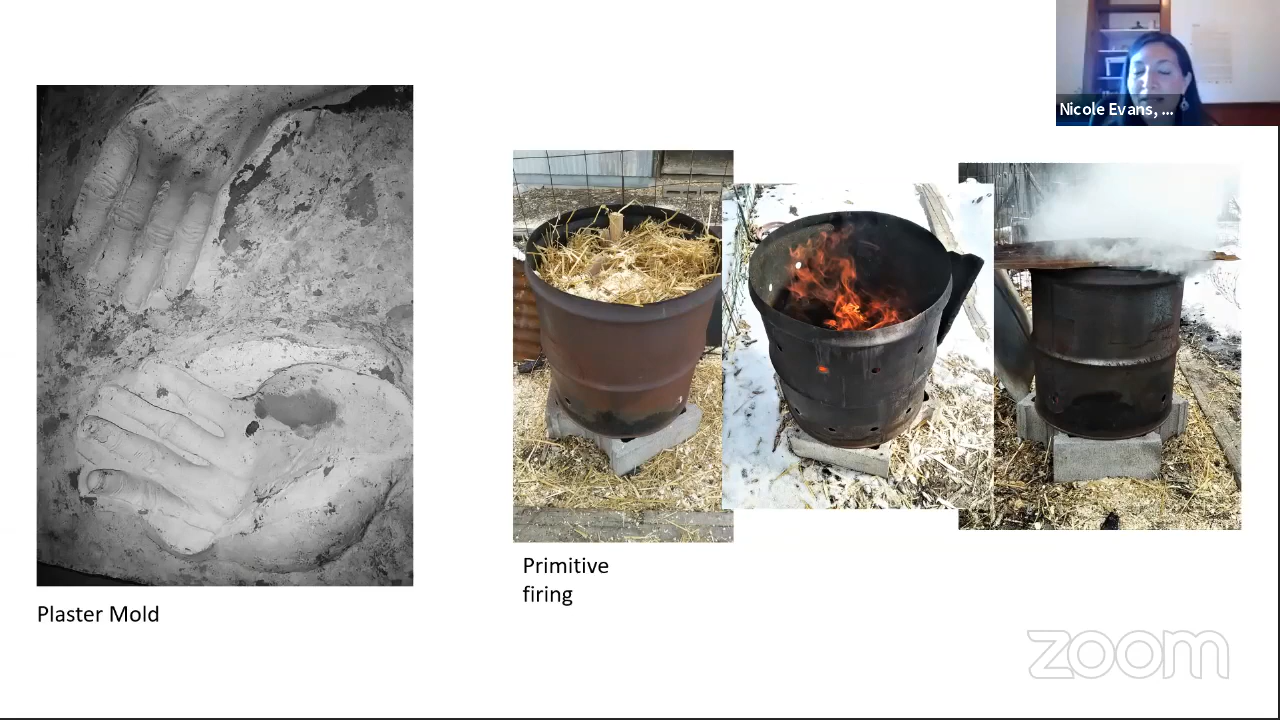 Nicole Evans, ...
Primitive
firing
Plaster Mold
zoom